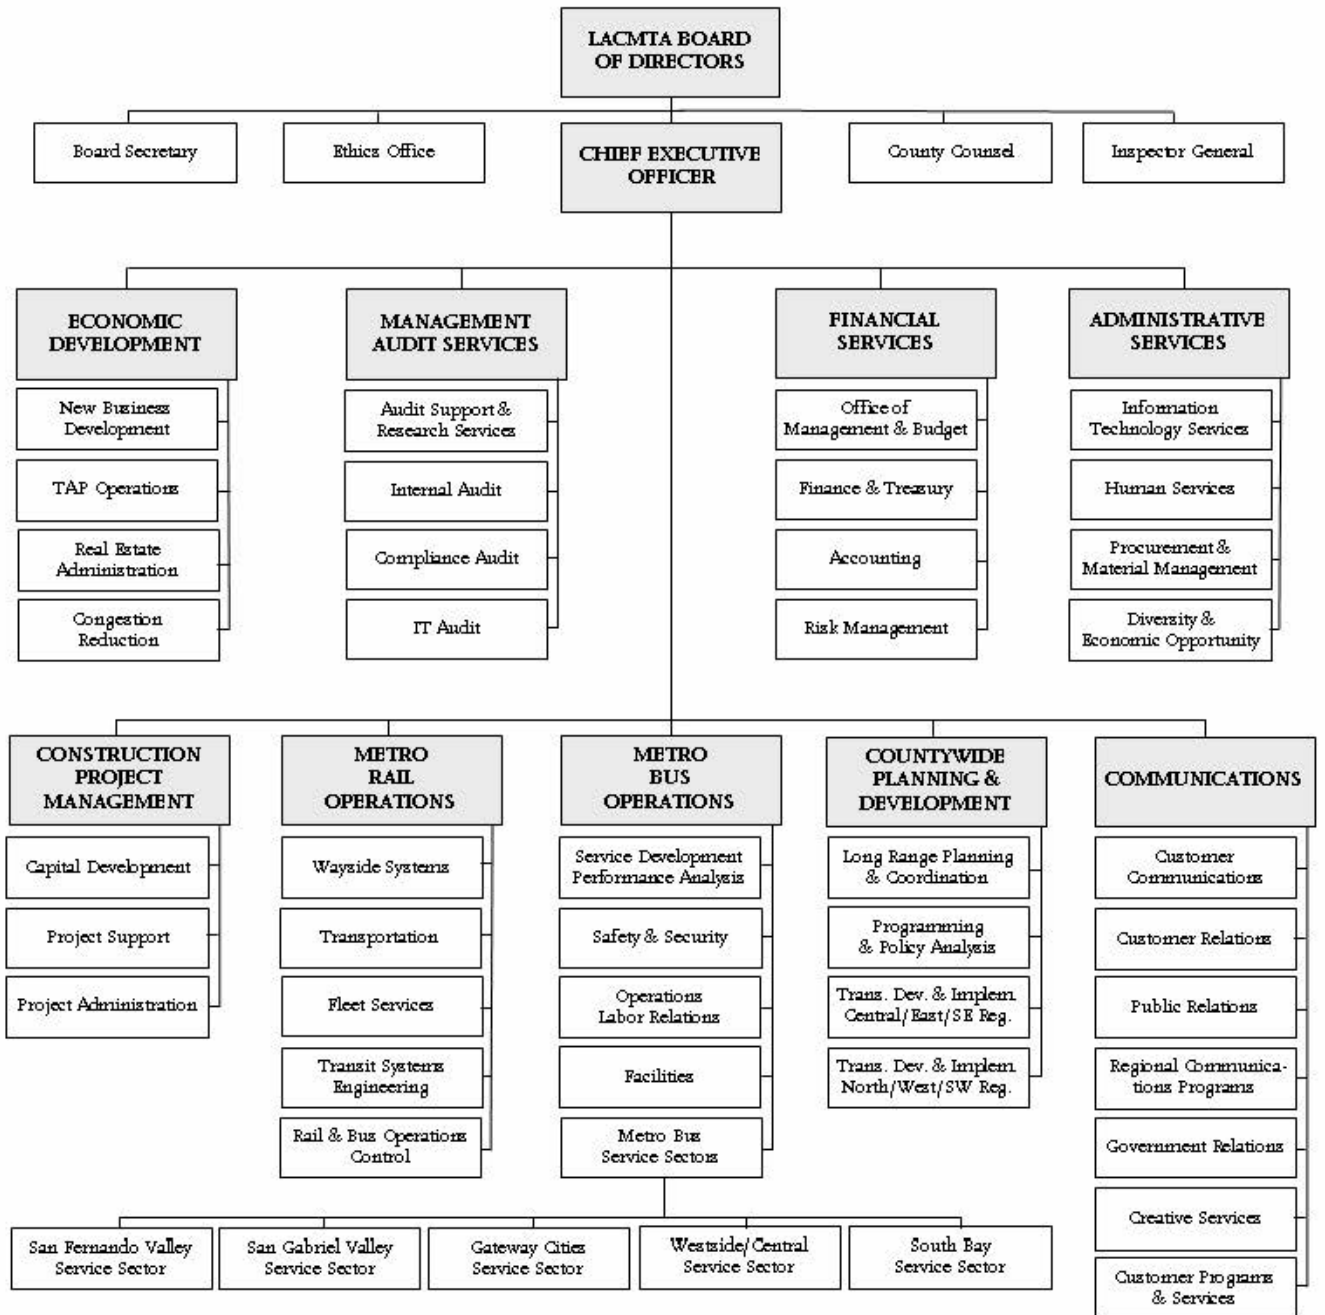 LACMTA BOARD
OF DIRECTORS
Board Secretary
Ethics Office
CHIEF EXECUTIVE
OFFICER
County Counsel
Inspector General
ECONOMIC
DEVELOPMENT
New Business
Development
TAP Operations
Real Estate
Administration
Congestion
Reduction
MANAGEMENT
AUDIT SERVICES
Audit Support &
Research Services
Internal Audit
Compliance Audit
IT Audit
FINANCIAL
SERVICES
Office of
Management & Budget
Finance & Treasury
Accounting
Risk Management
ADMINISTRATIVE
SERVICES
Information
Technology Services
Human Services
Procurement &
Material Management
Diversity &
Economic Opportunity
CONSTRUCTION
PROJECT
MANAGEMENT
Capital Development
Project Support
Project Administration
METRO
RAIL
OPERATIONS
Wayside Systems
Transportation
Fleet Services
Transit Systems
Engineering
Rail & Bus Operations
Control
METRO
BUS
OPERATIONS
Service Development
Performance Analysis
Safety & Security
Operations
Labor Relations
Facilities
Metro Bus
Service Sectors
COUNTYWIDE
PLANNING &
DEVELOPMENT
Long Range Planning
& Coordination
Programming
& Policy Analysis
Trans. Dev. & Implem.
Central/East/SE Reg.
Trans. Dev. & Implem.
North/West/SW Reg.
COMMUNICATIONS
Customer
Communications
Customer Relations
Public Relations
Regional Communica-
tions Programs
Government Relations
Creative Services
Customer Programs
& Services
San Fernando Valley
Service Sector
San Gabriel Valley
Service Sector
Gateway Cities
Service Sector
Westside/Central
Service Sector
South Bay
Service Sector